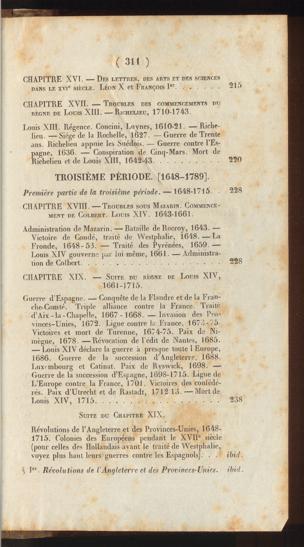 ( 311 )
CHAPITRE XVI. — Des lettres, des arts et des sciences
dans le XVIe siècle. Léon X et François Ier. . . . . . . 215
CHAPITRE XVII. — Troubles des commencements du
règne de Louis XIII. — Richelieu, 1710-1743.
Louis XIII. Régence. Concini, Luynes, 1610-21. — Riche-
lieu. — Siége de la Rochelle, 1627. — Guerre de Trente
ans. Richelieu appuie les Suédois. — Guerre contre l'Es-
pagne, 1636. — Conspiration de Cinq-Mars. Mort de
Richelieu et de Louis XIII, 1642-43. . . . . . . . 220
TROISIÈME PÉRIODE. [1648–1789].
Première partie de la troisième période. — 1648-1715. 228
CHAPITRE XVIII. — Troubles sous Mazarin. Commence-
ment de Colbert. Louis XIV. 1643-1661.
Administration de Mazarin. — Bataille de Rocroy, 1643. —
Victoire de Condé, traité de Westphalie, 1648. — La
Fronde, 1648-53. — Traité des Pyrénées, 1659. —
Louis XIV gouverne par lui même, 1661. — Administra-
tion de Colbert. . . . . . . . . . . 228
CHAPITRE XIX. — Suite du règne de Louis XIV,
1661-1715.
Guerre d'Espagne. — Conquête de la Flandre et de la Fran-
che-Comté. Triple alliance contre la France. Traité
d'Aix-la-Chapelle, 1667-1668. — Invasion des Pro-
vinces-Unies, 1672. Ligue contre la France, 1673-75.
Victoires et mort de Turenne, 1674-75. Paix de Ni-
mègue, 1678. — Révocation de l'édit de Nantes, 1685.
— Louis XIV déclare la guerre à presque toute l'Europe,
1686. Guerre de la succession d'Angleterre, 1688.
Luxembourg et Catinat. Paix de Ryswick, 1698. —
Guerre de la succession d'Espagne, 1698-1715. Ligue de
L'Europe contre la France, 1701. Victoires des confédé-
rés. Paix d'Utrecht et de Rastadt, 1712-13. — Mort de
Louis XIV, 1715. . . . . . . . . . . 238
Suite du Chapitre XIX.
Révolutions de l'Angleterre et des Provinces-Unies, 1648-
1715. Colonies des Européens pendant le XVIIe siècle
(pour celles des Hollandais avant le traité de Westphalie,
voyez plus haut leurs guerres contre les Espagnols). . . ibid.
§ Ier. Révolutions de l'Angleterre et des Provinces-Unies. ibid.